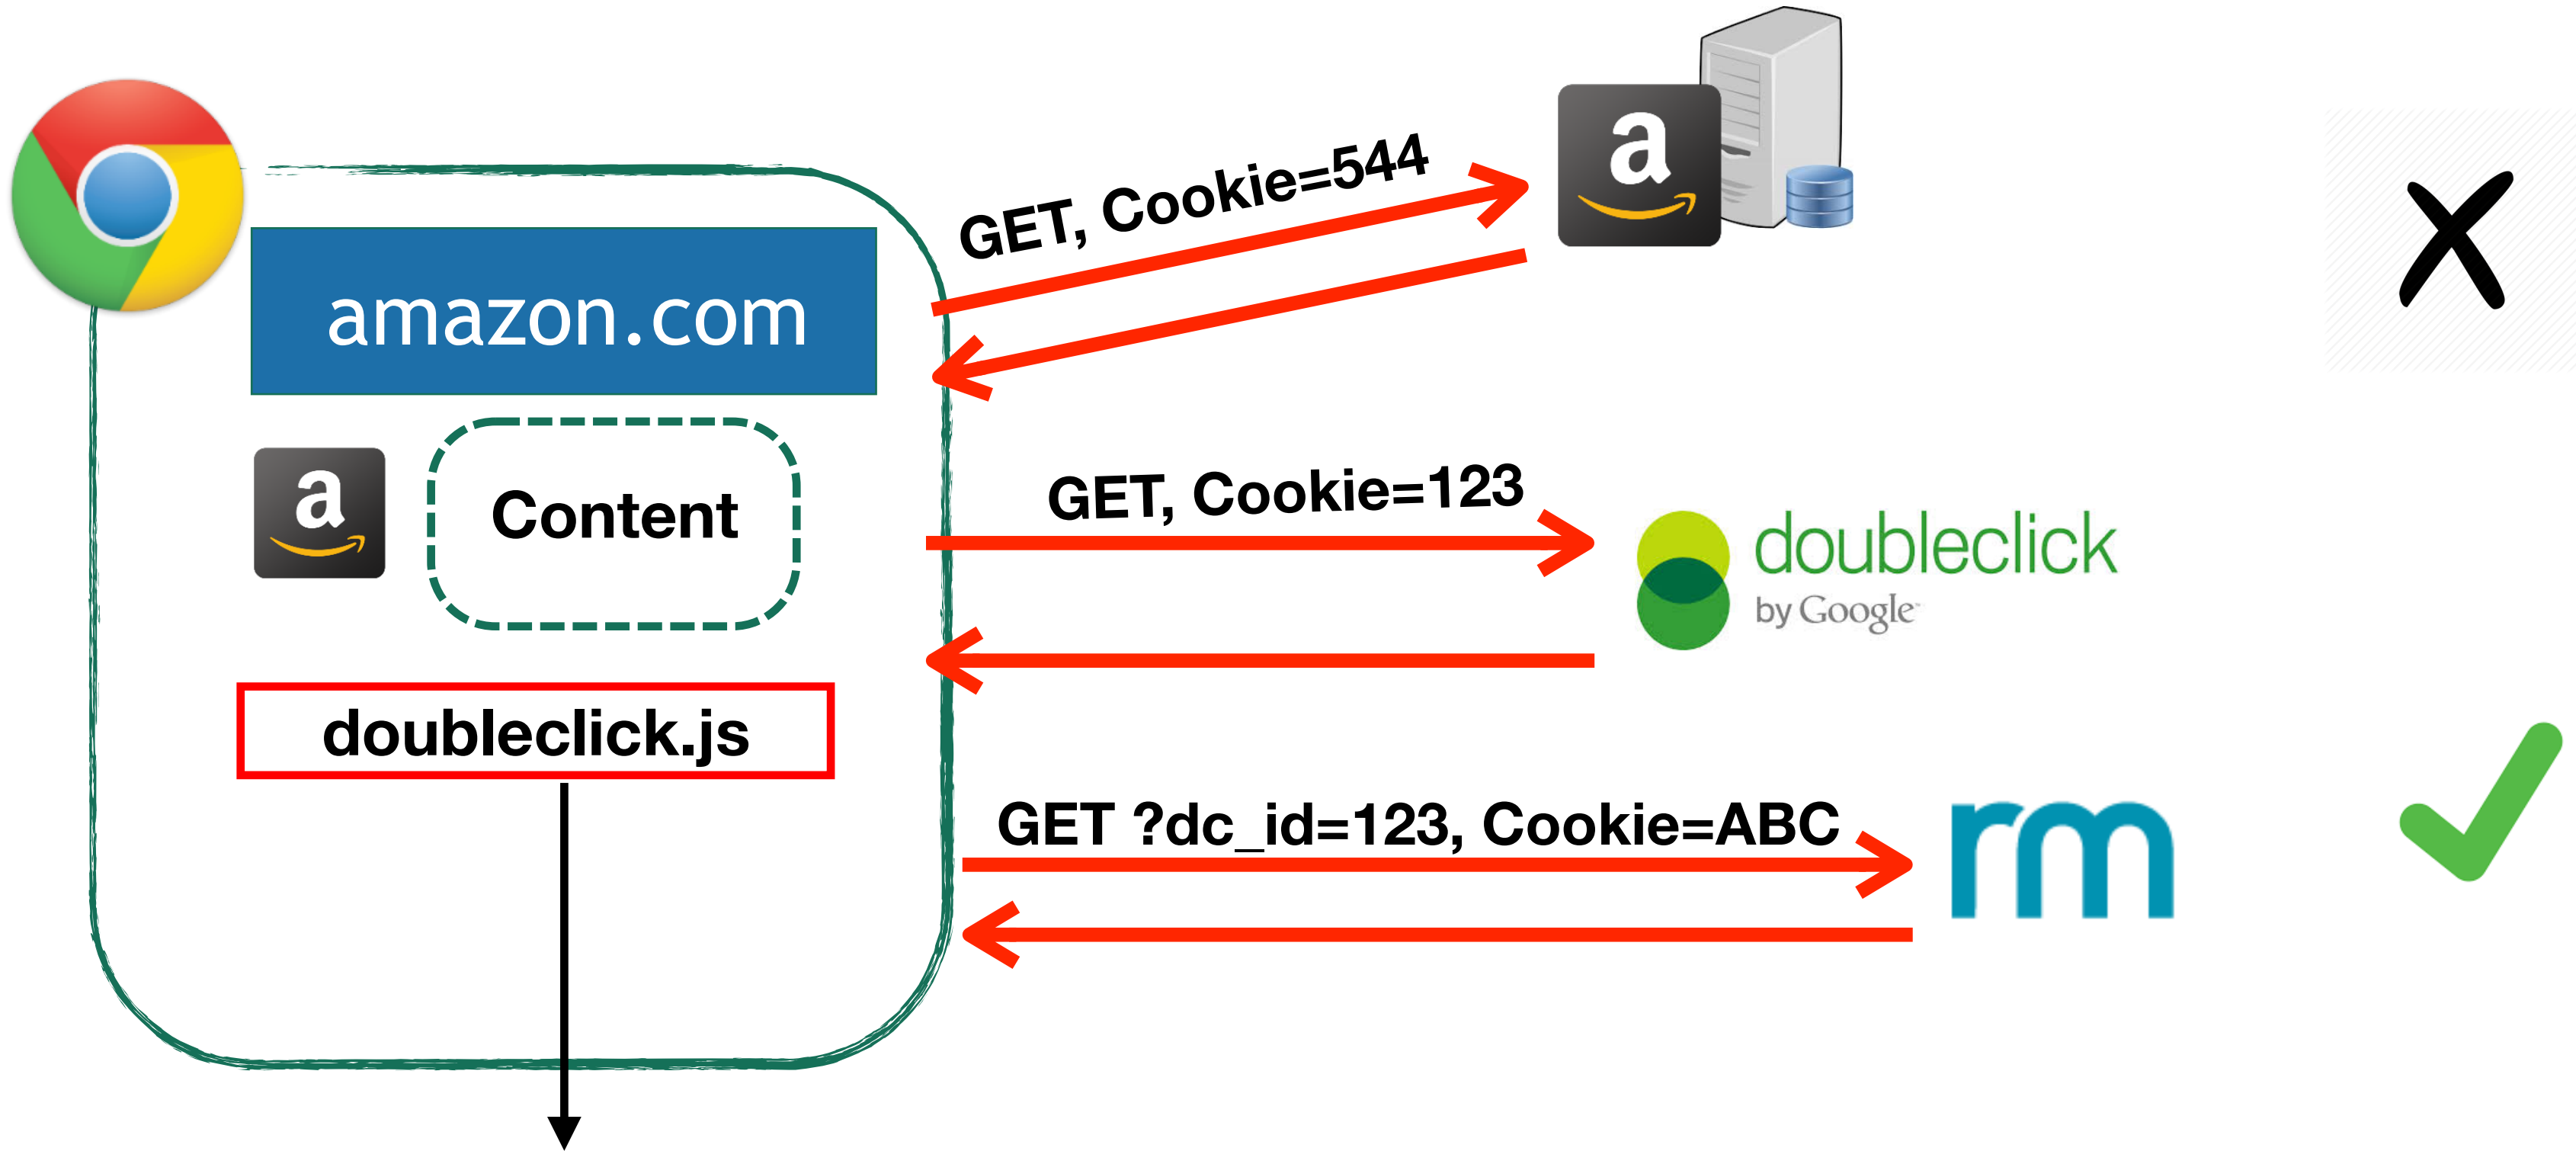 GET, Cookie=544
a
amazon.com
a
Content
GET, Cookie=123
doubleclick
by Google
doubleclick.js
GET ?dc_id=123, Cookie=ABC
rm